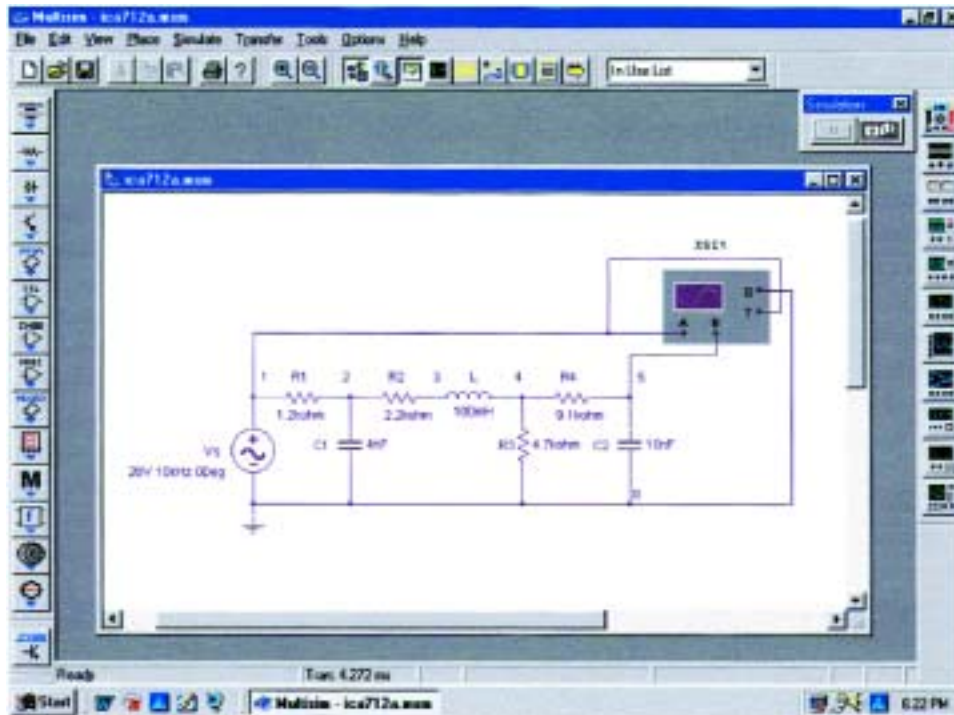 Multisim - ica712a.msm
File Edit View Place Simulate Transfer Tools Options Help
In Use List
Simulation
ica712a.msm
XSC1
G
T
A B
1 R1 2 R2 3 L 4 R4 5
1.2kohm 2.2kohm 100mH 9.1kohm
Vs C1 4nF R3 4.7kohm C2 10nF
20V 10kHz 0Deg
0
M
Ready Tran: 4.272 ms
Start Multisim - ica712a.msm 6:22 PM